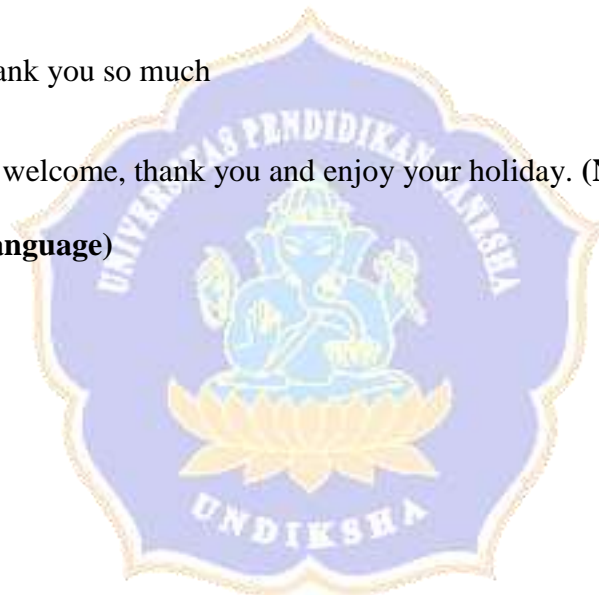 ank you so much
welcome, thank you and enjoy your holiday. (
anguage)
UNIVERSITAS PENDIDIKAN GANESHA
UNDIKSHA